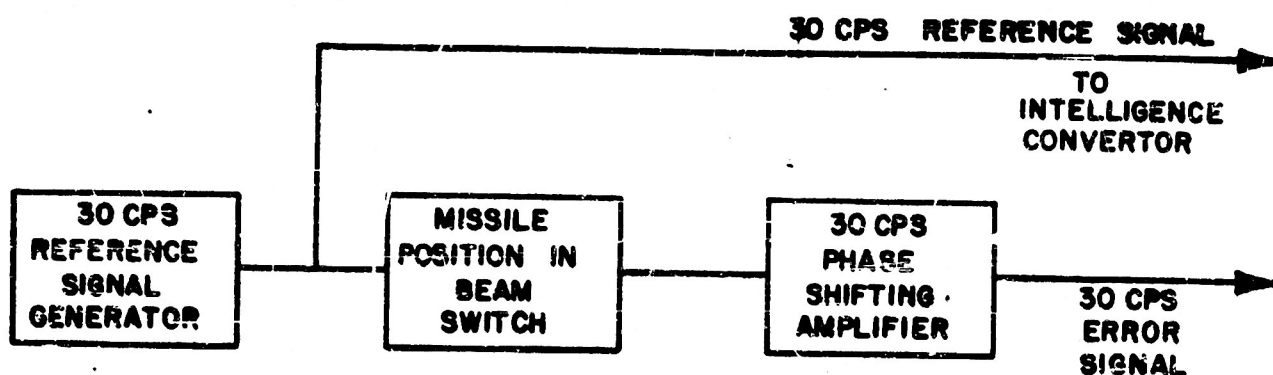 30 CPS REFERENCE SIGNAL
TO
INTELLIGENCE
CONVERTOR
30 CPS
REFERENCE
SIGNAL
GENERATOR
MISSILE
POSITION IN
BEAM
SWITCH
30 CPS
PHASE
SHIFTING
AMPLIFIER
30 CPS
ERROR
SIGNAL